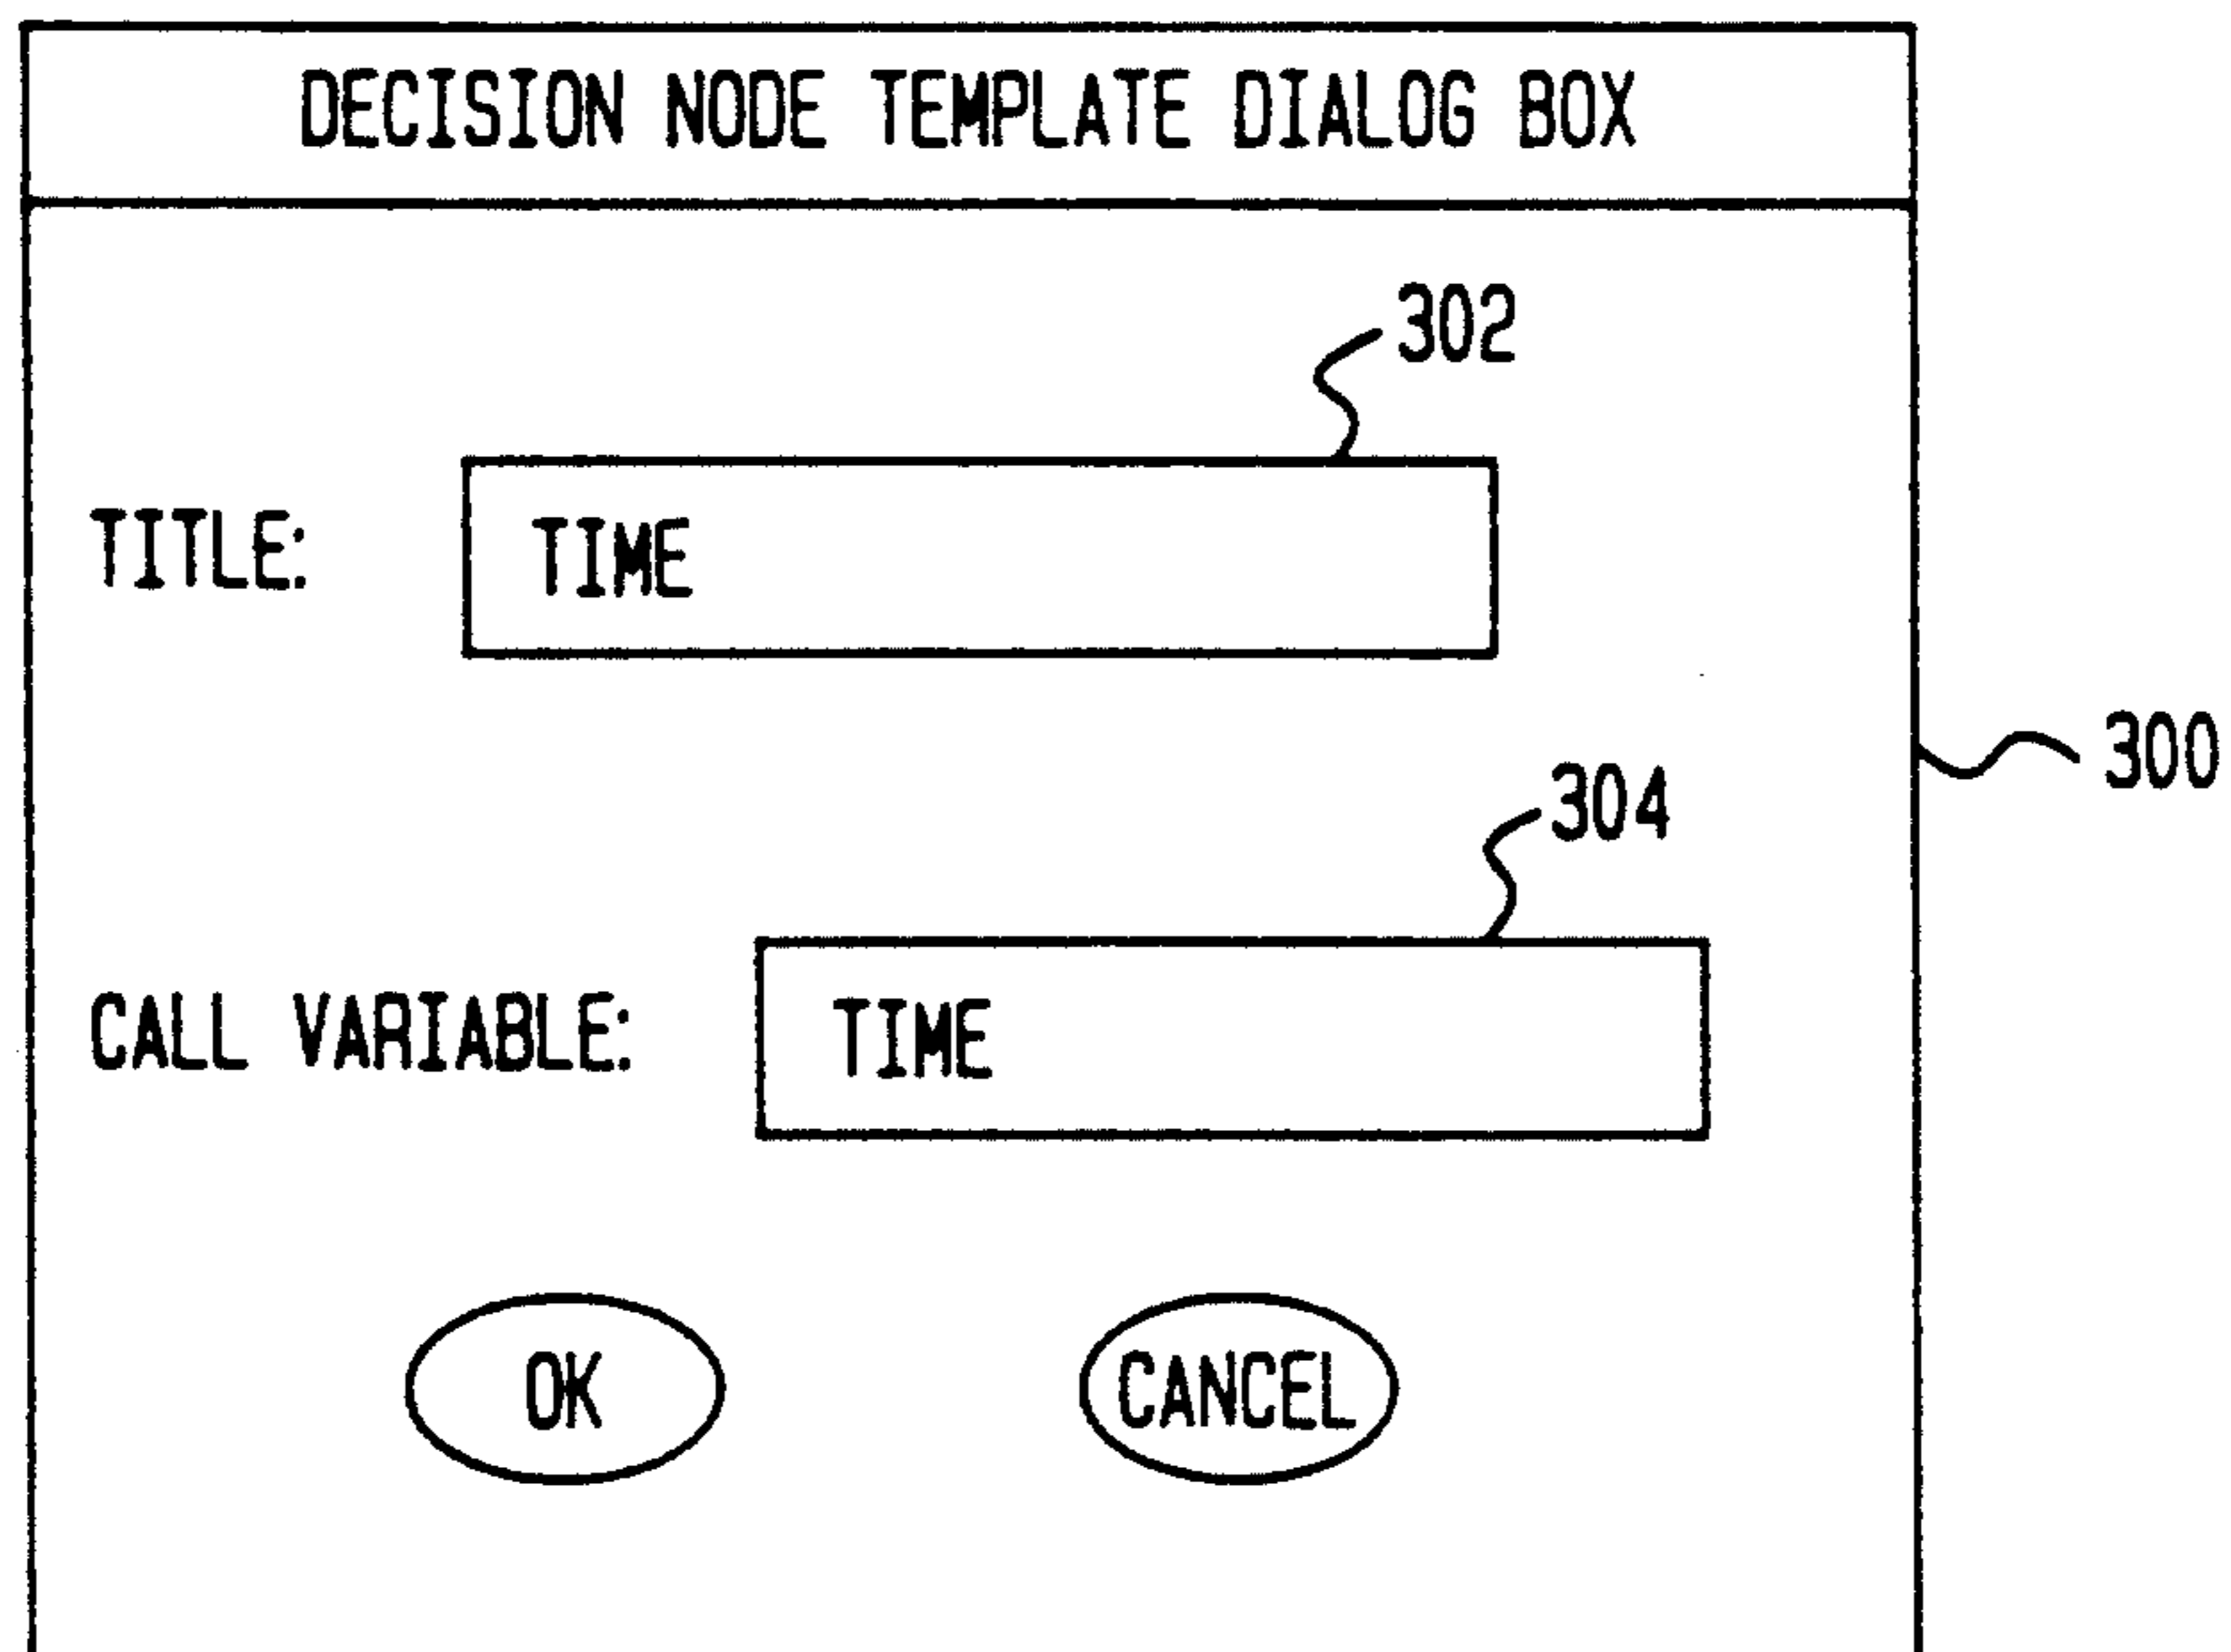 DECISION NODE TEMPLATE DIALOG BOX
302
TITLE: TIME
300
304
CALL VARIABLE: TIME
OK CANCEL